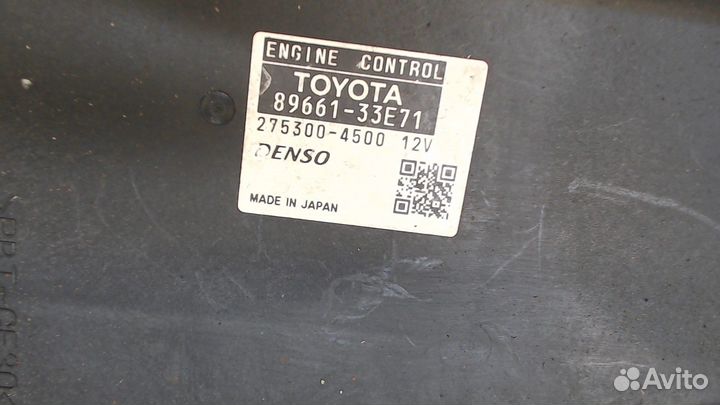 ENGINE CONTROL
TOYOTA
89661-33E71
275300-4500 12V
DENSO
MADE IN JAPAN
Avito